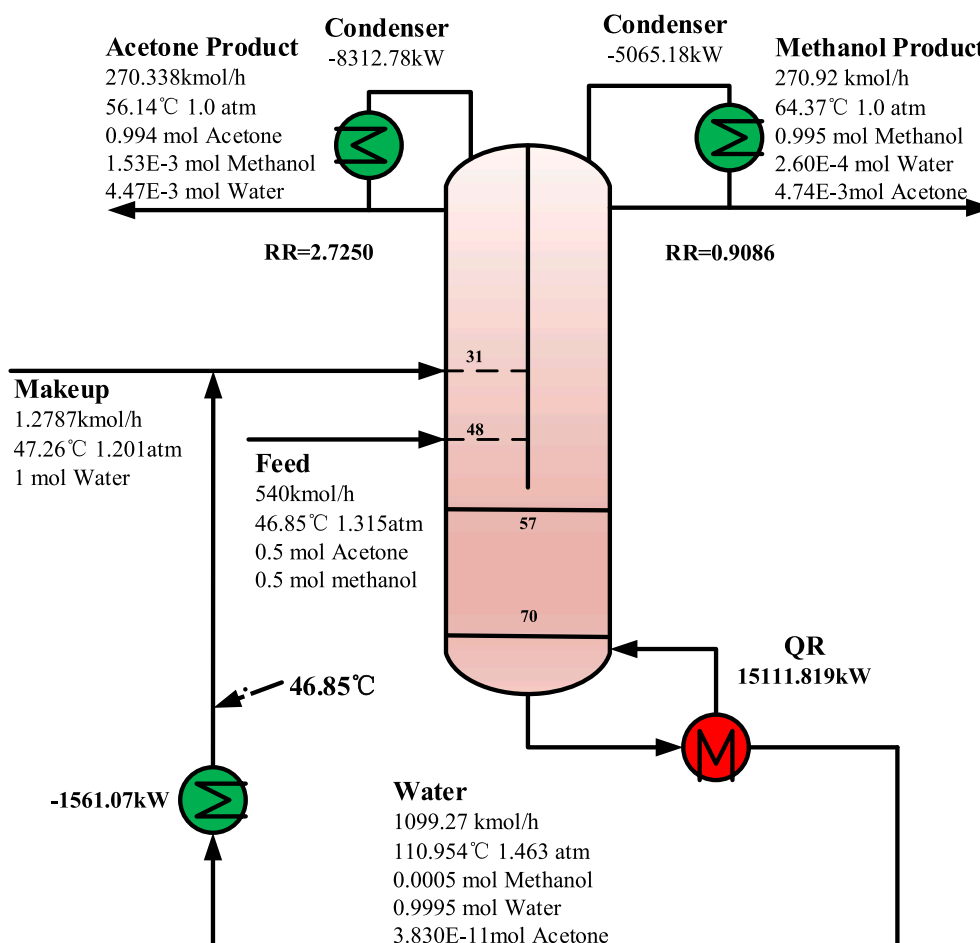 Condenser
-8312.78kW
Condenser
-5065.18kW
Acetone Product
270.338kmol/h
56.14℃ 1.0 atm
0.994 mol Acetone
1.53E-3 mol Methanol
4.47E-3 mol Water
Methanol Product
270.92 kmol/h
64.37℃ 1.0 atm
0.995 mol Methanol
2.60E-4 mol Water
4.74E-3mol Acetone
RR=2.7250
RR=0.9086
31
Makeup
1.2787kmol/h
47.26℃ 1.201atm
1 mol Water
48
Feed
540kmol/h
46.85℃ 1.315atm
0.5 mol Acetone
0.5 mol methanol
57
70
QR
15111.819kW
46.85℃
-1561.07kW
Water
1099.27 kmol/h
110.954℃ 1.463 atm
0.0005 mol Methanol
0.9995 mol Water
3.830E-11mol Acetone